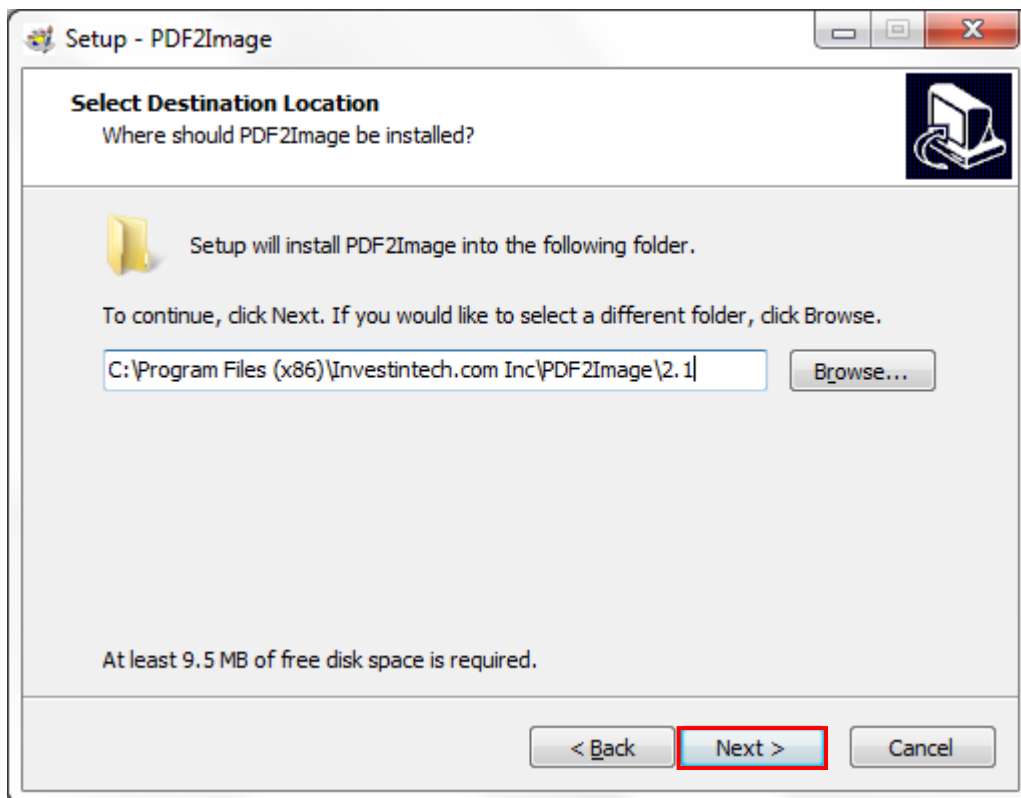 Setup - PDF2Image
Select Destination Location
Where should PDF2Image be installed?
Setup will install PDF2Image into the following folder.
To continue, click Next. If you would like to select a different folder, click Browse.
C:\Program Files (x86)\Investintech.com Inc\PDF2Image\2.1
Browse...
At least 9.5 MB of free disk space is required.
< Back
Next >
Cancel